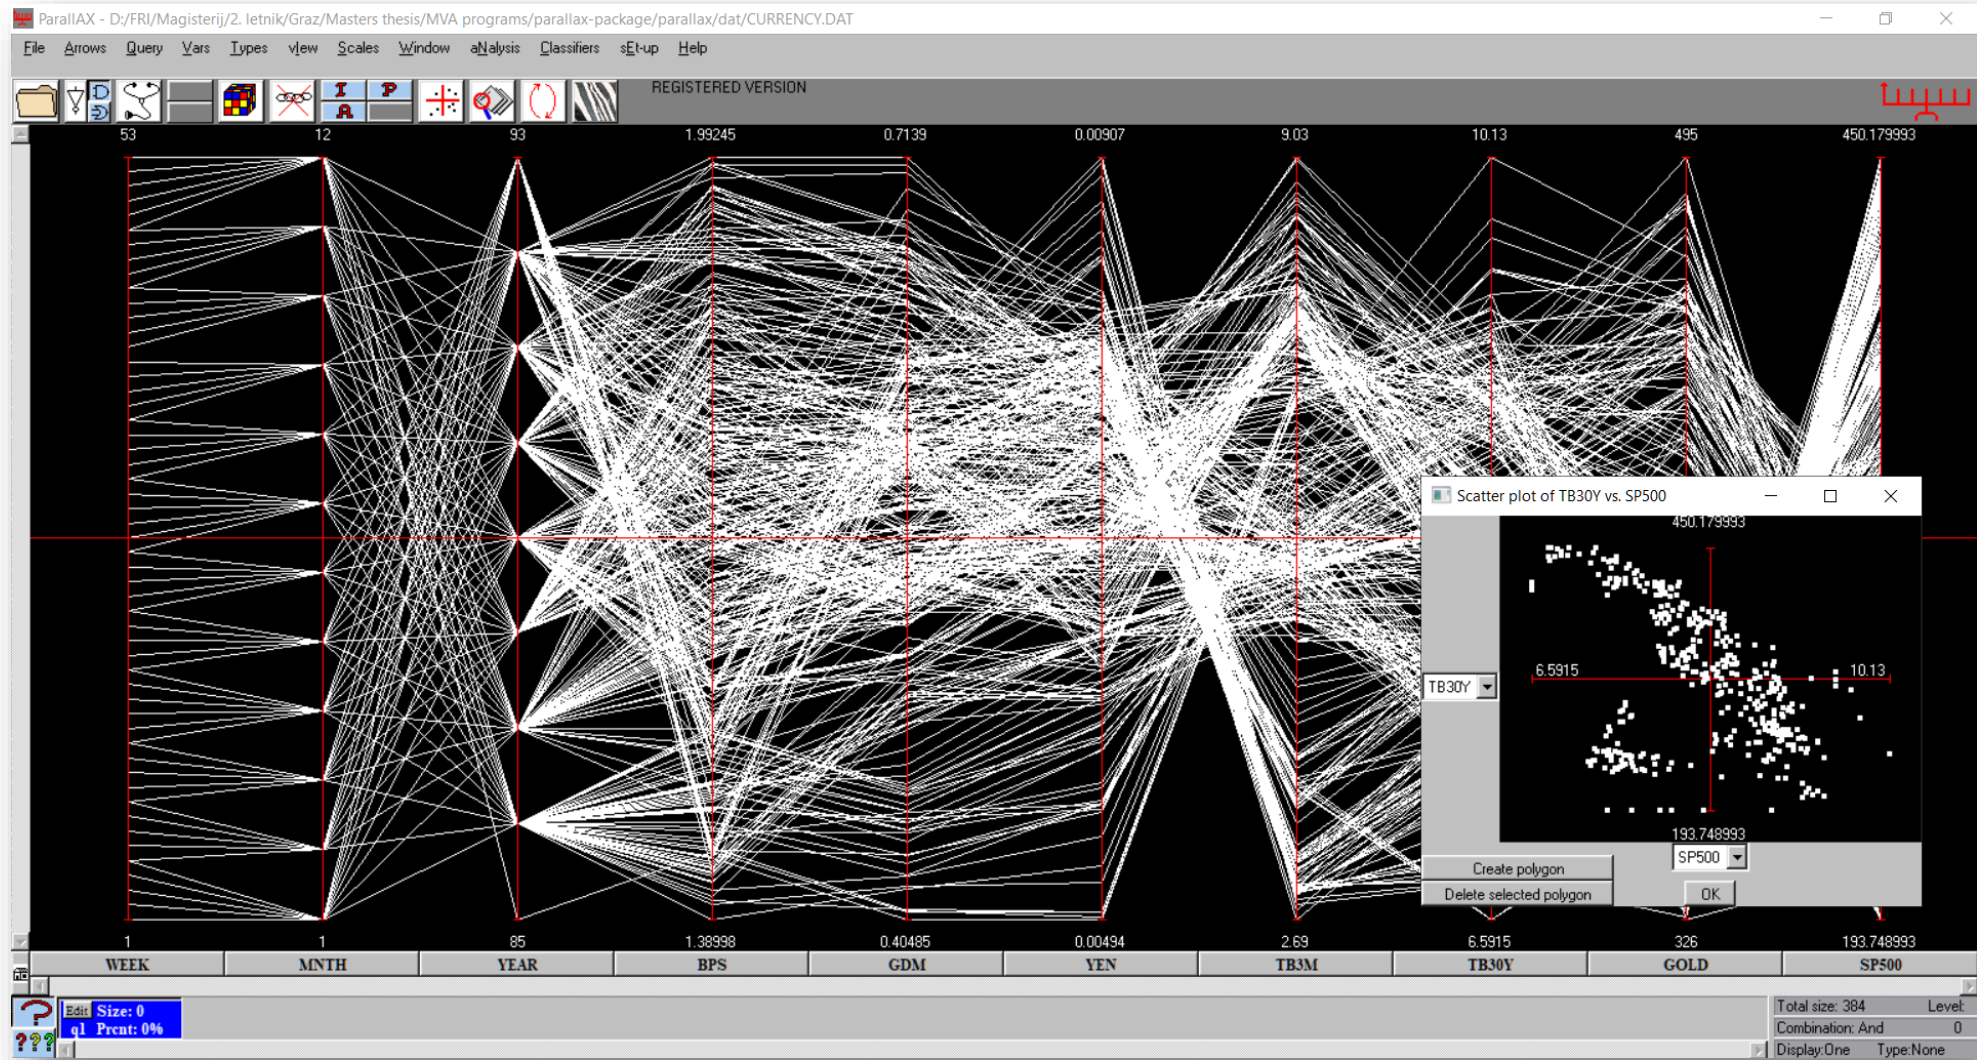 ParallAX - D:/FRI/Magisterij/2. letnik/Graz/Masters thesis/MVA programs/parallax-package/parallax/dat/CURRENCY.DAT
File Arrows Query Vars Types vIew Scales Window aNalysis Classifiers sEt-up Help
I P
A
REGISTERED VERSION
53 12 93 1.99245 0.7139 0.00907 9.03 10.13 495 450.179993
Scatter plot of TB30Y vs. SP500
450.179993
6.5915 10.13
TB30Y
193.748993
SP500
Create polygon
Delete selected polygon OK
1 1 85 1.38998 0.40485 0.00494 2.69 6.5915 326 193.748993
WEEK MNTH YEAR BPS GDM YEN TB3M TB30Y GOLD SP500
? Edit Size: 0
q1 Prcnt: 0%
???
Total size: 384 Level:
Combination: And 0
Display:One Type:None